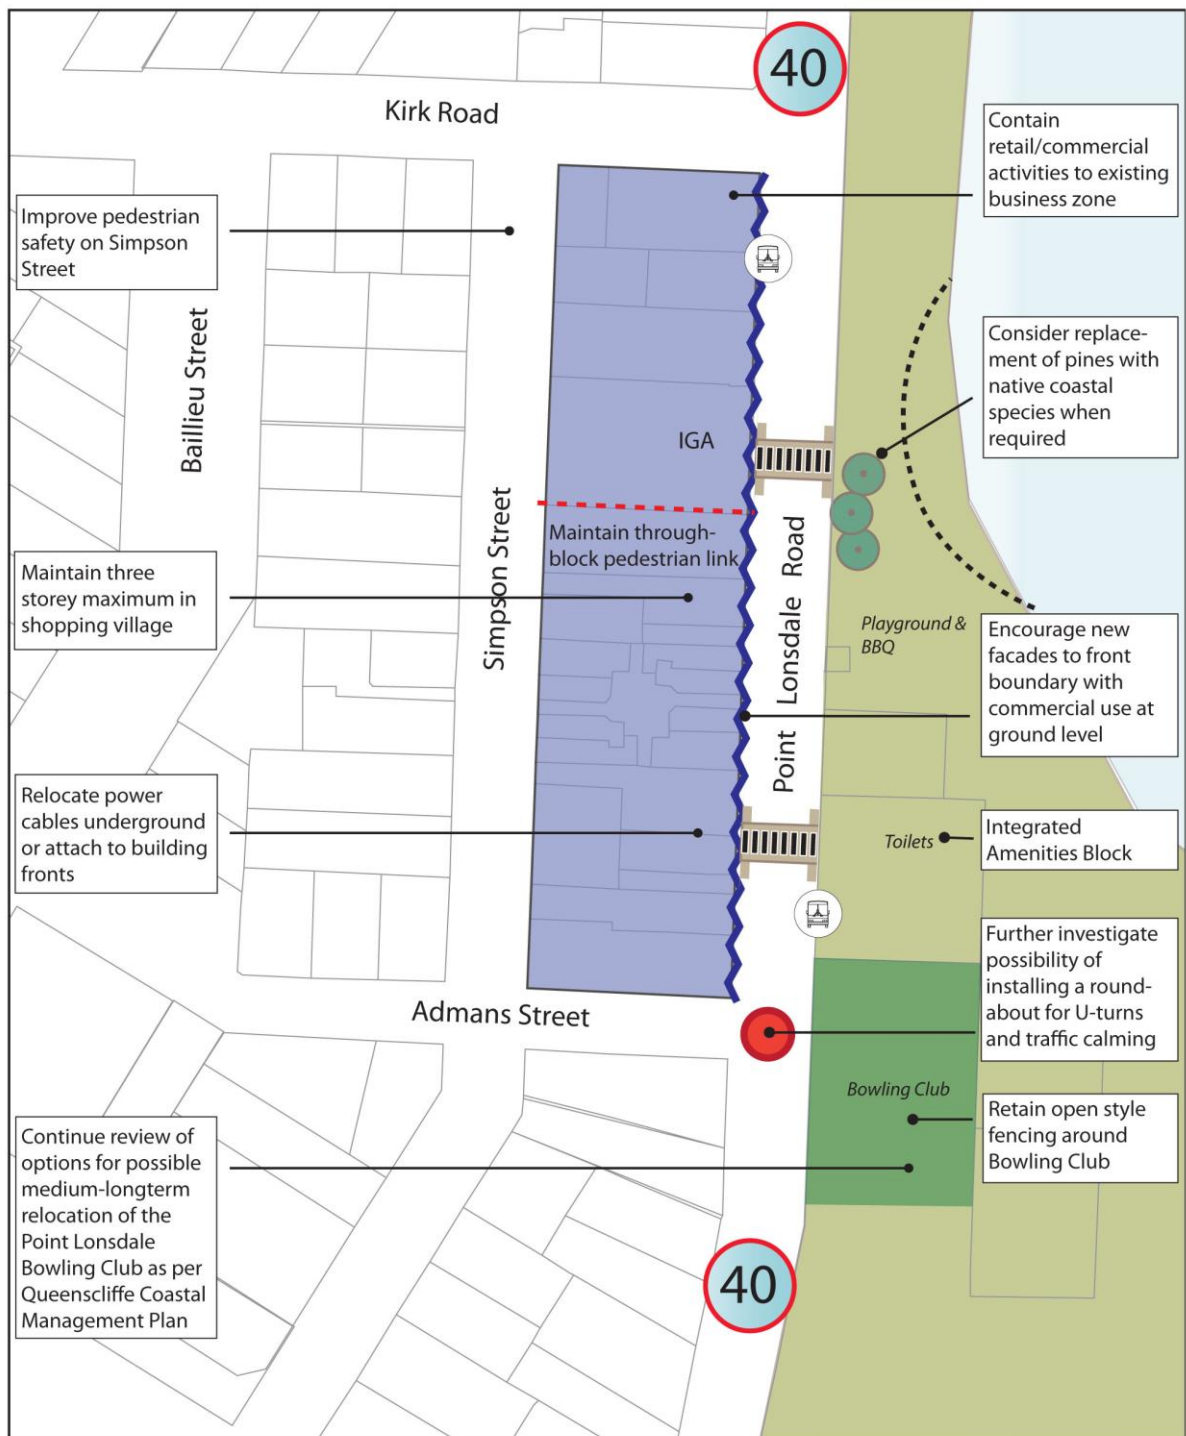 40
Kirk Road
Contain
retail/commercial
activities to existing
business zone
Improve pedestrian
safety on Simpson
Street
Baillieu Street
Consider replace-
ment of pines with
native coastal
species when
required
IGA
Simpson Street
Maintain through-
block pedestrian link
Point Lonsdale Road
Maintain three
storey maximum in
shopping village
Playground &
BBQ
Encourage new
facades to front
boundary with
commercial use at
ground level
Relocate power
cables underground
or attach to building
fronts
Toilets
Integrated
Amenities Block
Further investigate
possibility of
installing a round-
about for U-turns
and traffic calming
Admans Street
Bowling Club
Retain open style
fencing around
Bowling Club
Continue review of
options for possible
medium-longterm
relocation of the
Point Lonsdale
Bowling Club as per
Queenscliffe Coastal
Management Plan
40